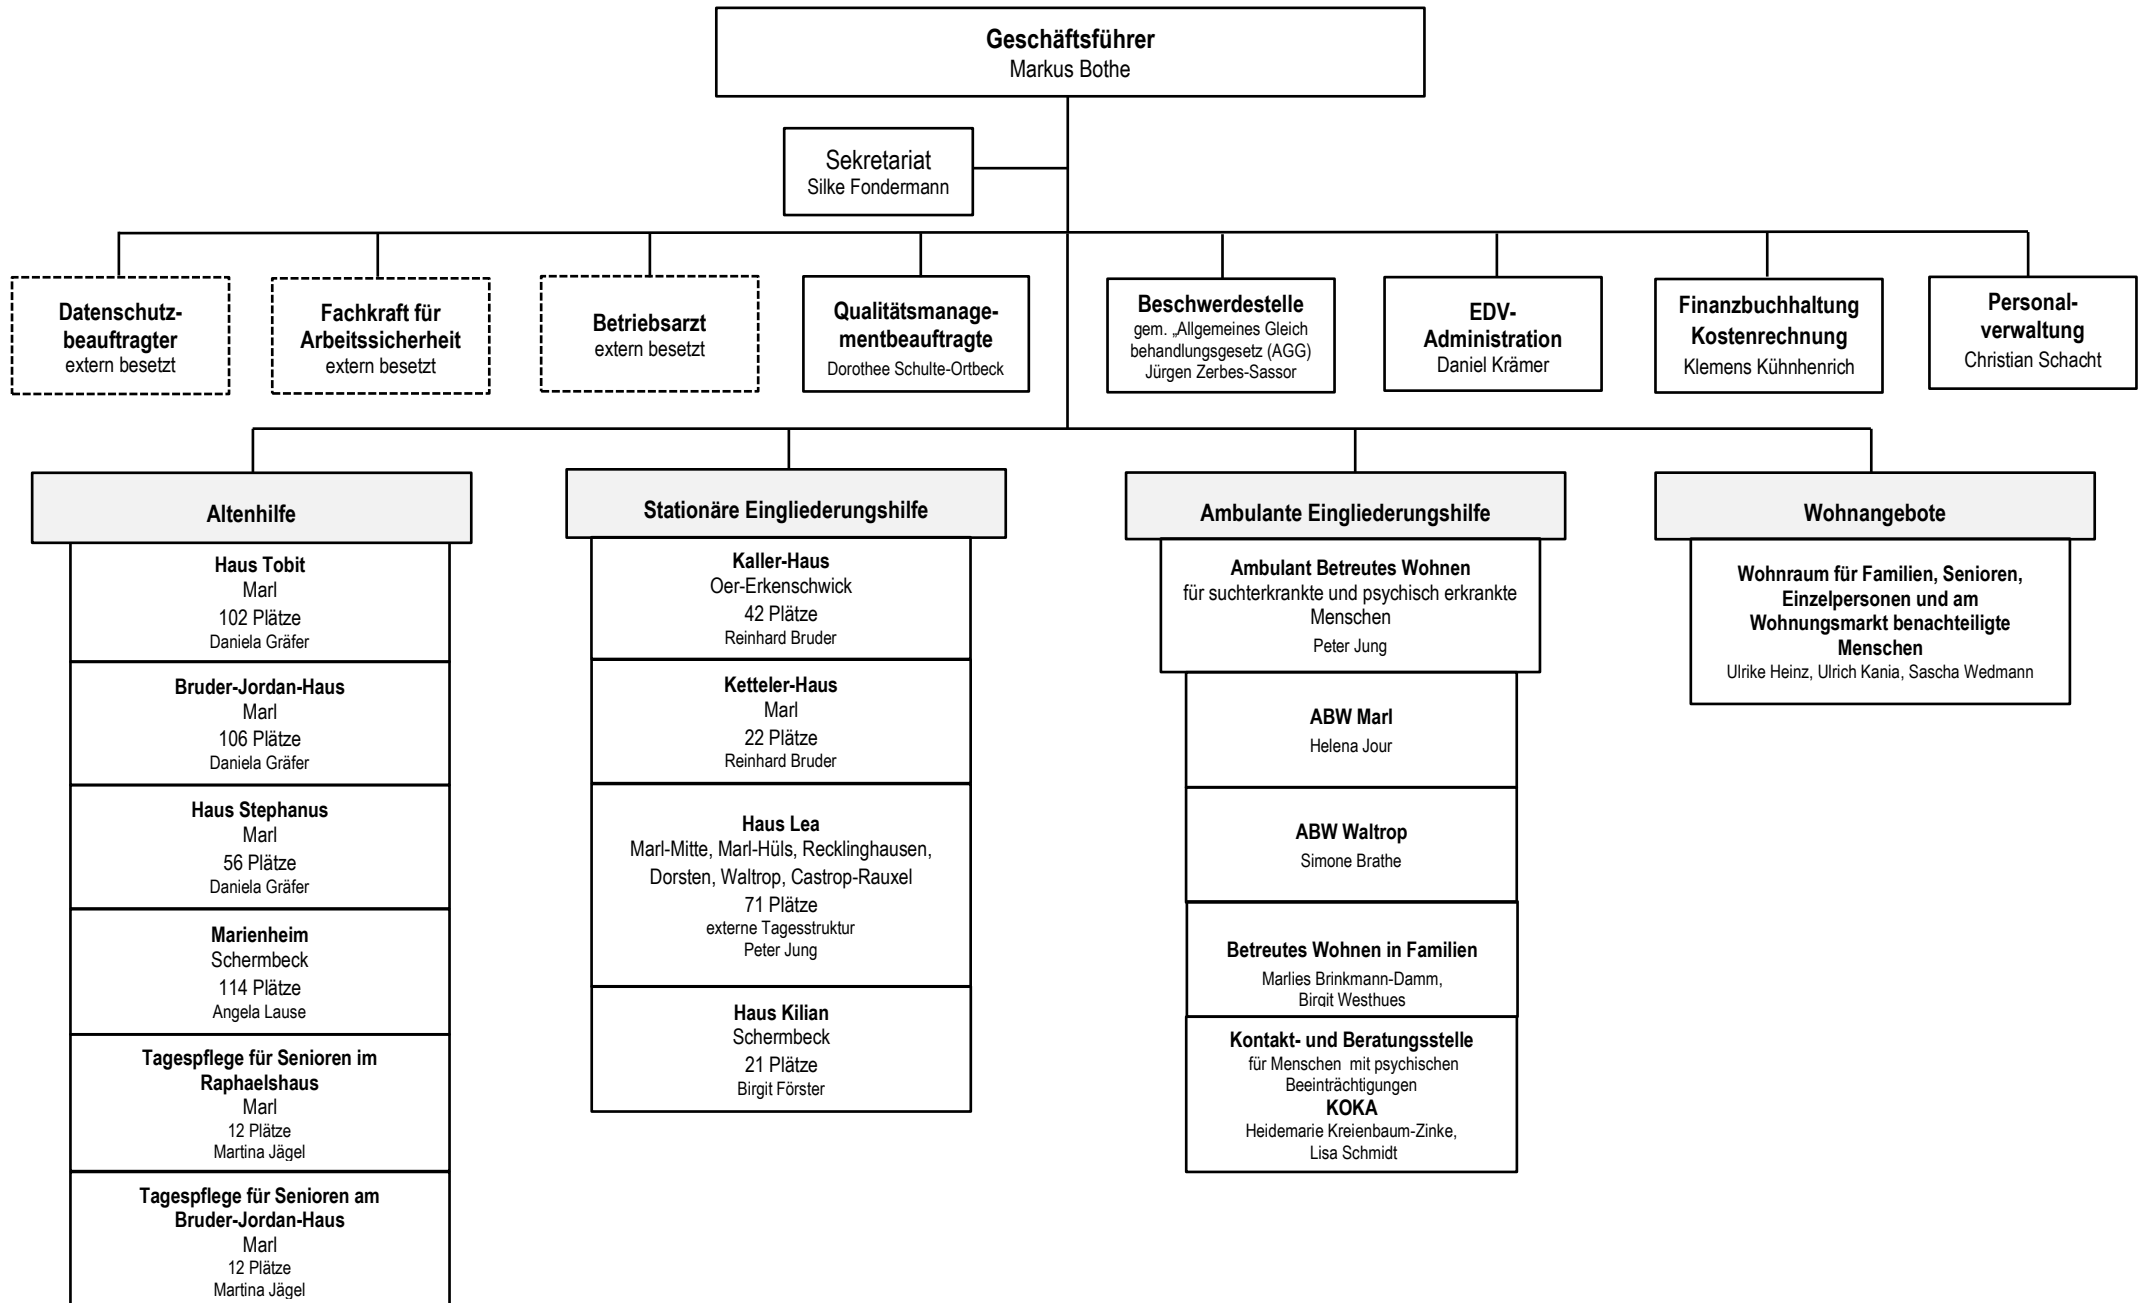 Geschäftsführer
Markus Bothe
Sekretariat
Silke Fondermann
Datenschutz-
beauftragter
extern besetzt
Fachkraft für
Arbeitssicherheit
extern besetzt
Betriebsarzt
extern besetzt
Qualitätsmanage-
mentbeauftragte
Dorothee Schulte-Ortbeck
Beschwerdestelle
gem. „Allgemeines Gleich
behandlungsgesetz (AGG)
Jürgen Zerbes-Sassor
EDV-
Administration
Daniel Krämer
Finanzbuchhaltung
Kostenrechnung
Klemens Kühnhenrich
Personal-
verwaltung
Christian Schacht
Altenhilfe
Haus Tobit
Marl
102 Plätze
Daniela Gräfer
Bruder-Jordan-Haus
Marl
106 Plätze
Daniela Gräfer
Haus Stephanus
Marl
56 Plätze
Daniela Gräfer
Marienheim
Schermbeck
114 Plätze
Angela Lause
Tagespflege für Senioren im
Raphaelshaus
Marl
12 Plätze
Martina Jägel
Tagespflege für Senioren am
Bruder-Jordan-Haus
Marl
12 Plätze
Martina Jägel
Stationäre Eingliederungshilfe
Kaller-Haus
Oer-Erkenschwick
42 Plätze
Reinhard Bruder
Ketteler-Haus
Marl
22 Plätze
Reinhard Bruder
Haus Lea
Marl-Mitte, Marl-Hüls, Recklinghausen,
Dorsten, Waltrop, Castrop-Rauxel
71 Plätze
externe Tagesstruktur
Peter Jung
Haus Kilian
Schermbeck
21 Plätze
Birgit Förster
Ambulante Eingliederungshilfe
Ambulant Betreutes Wohnen
für suchterkrankte und psychisch erkrankte
Menschen
Peter Jung
ABW Marl
Helena Jour
ABW Waltrop
Simone Brathe
Betreutes Wohnen in Familien
Marlies Brinkmann-Damm,
Birgit Westhues
Kontakt- und Beratungsstelle
für Menschen mit psychischen
Beeinträchtigungen
KOKA
Heidemarie Kreienbaum-Zinke,
Lisa Schmidt
Wohnangebote
Wohnraum für Familien, Senioren,
Einzelpersonen und am
Wohnungsmarkt benachteiligte
Menschen
Ulrike Heinz, Ulrich Kania, Sascha Wedmann